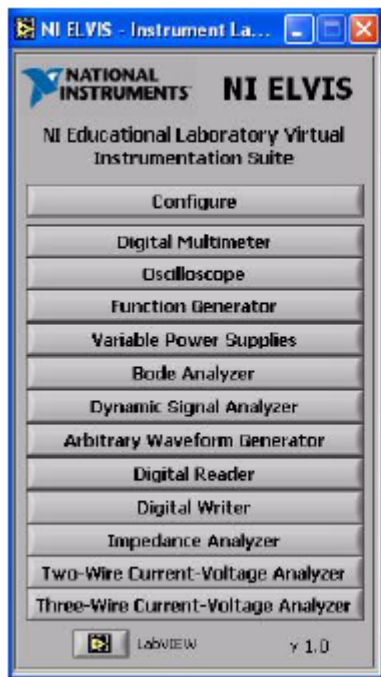 NI ELVIS - Instrument La...
NATIONAL
INSTRUMENTS
NI ELVIS
NI Educational Laboratory Virtual
Instrumentation Suite
Configure
Digital Multimeter
Oscilloscope
Function Generator
Variable Power Supplies
Bode Analyzer
Dynamic Signal Analyzer
Arbitrary Waveform Generator
Digital Reader
Digital Writer
Impedance Analyzer
Two-Wire Current-Voltage Analyzer
Three-Wire Current-Voltage Analyzer
LabVIEW
v 1.0